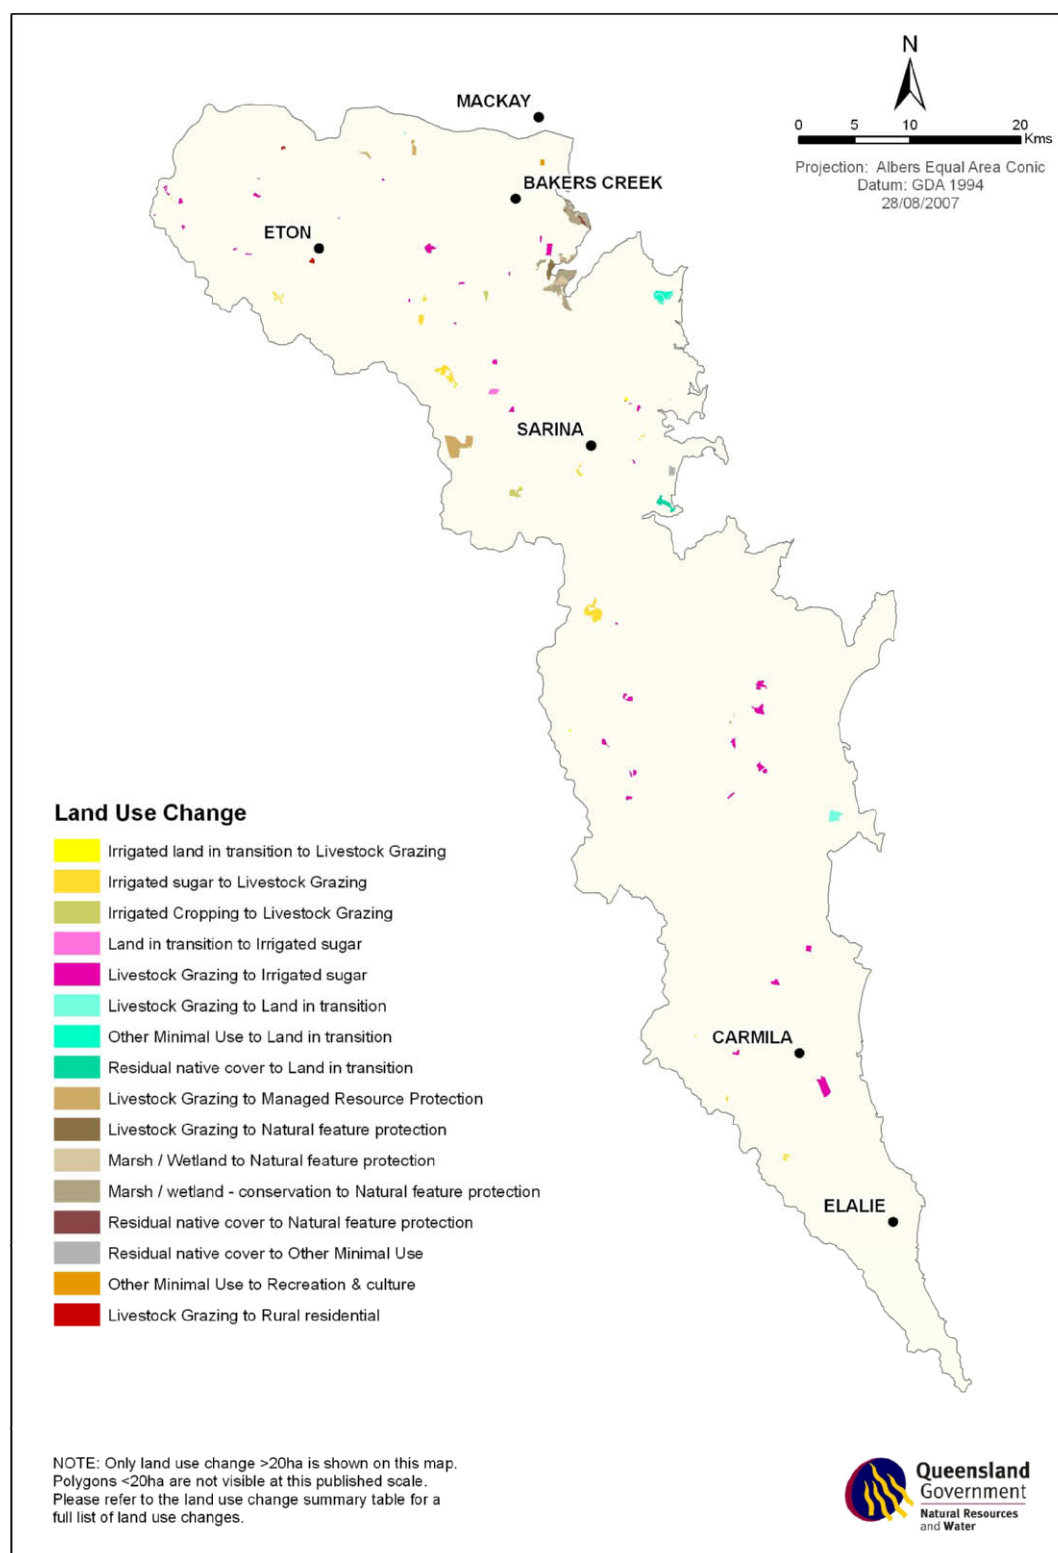 N
0 5 10 20
Kms
Projection: Albers Equal Area Conic
Datum: GDA 1994
28/08/2007
MACKAY
BAKERS CREEK
ETON
SARINA
CARMILA
ELALIE
Land Use Change
Irrigated land in transition to Livestock Grazing
Irrigated sugar to Livestock Grazing
Irrigated Cropping to Livestock Grazing
Land in transition to Irrigated sugar
Livestock Grazing to Irrigated sugar
Livestock Grazing to Land in transition
Other Minimal Use to Land in transition
Residual native cover to Land in transition
Livestock Grazing to Managed Resource Protection
Livestock Grazing to Natural feature protection
Marsh / Wetland to Natural feature protection
Marsh / wetland - conservation to Natural feature protection
Residual native cover to Natural feature protection
Residual native cover to Other Minimal Use
Other Minimal Use to Recreation & culture
Livestock Grazing to Rural residential
NOTE: Only land use change >20ha is shown on this map.
Polygons <20ha are not visible at this published scale.
Please refer to the land use change summary table for a
full list of land use changes.
Queensland
Government
Natural Resources
and Water